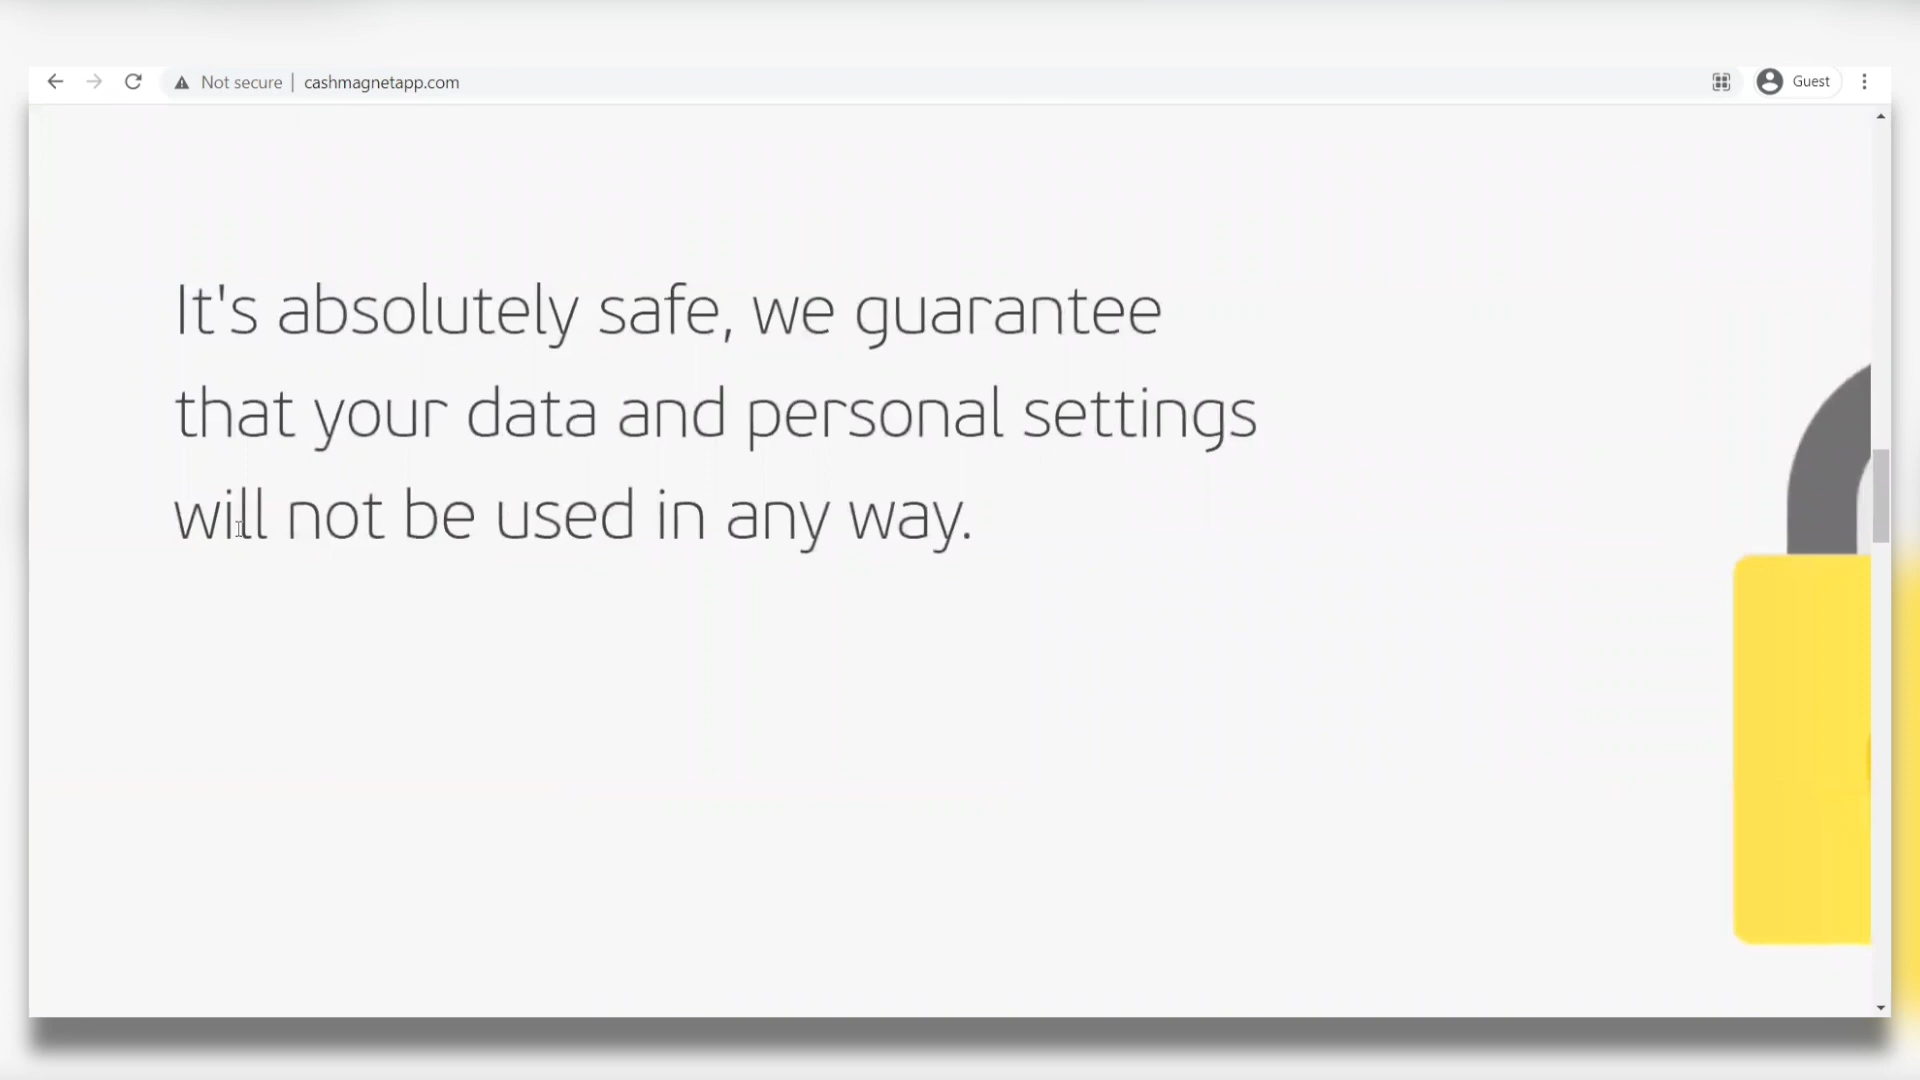 Not secure | cashmagnetapp.com
Guest
It's absolutely safe, we guarantee
that your data and personal settings
will not be used in any way.